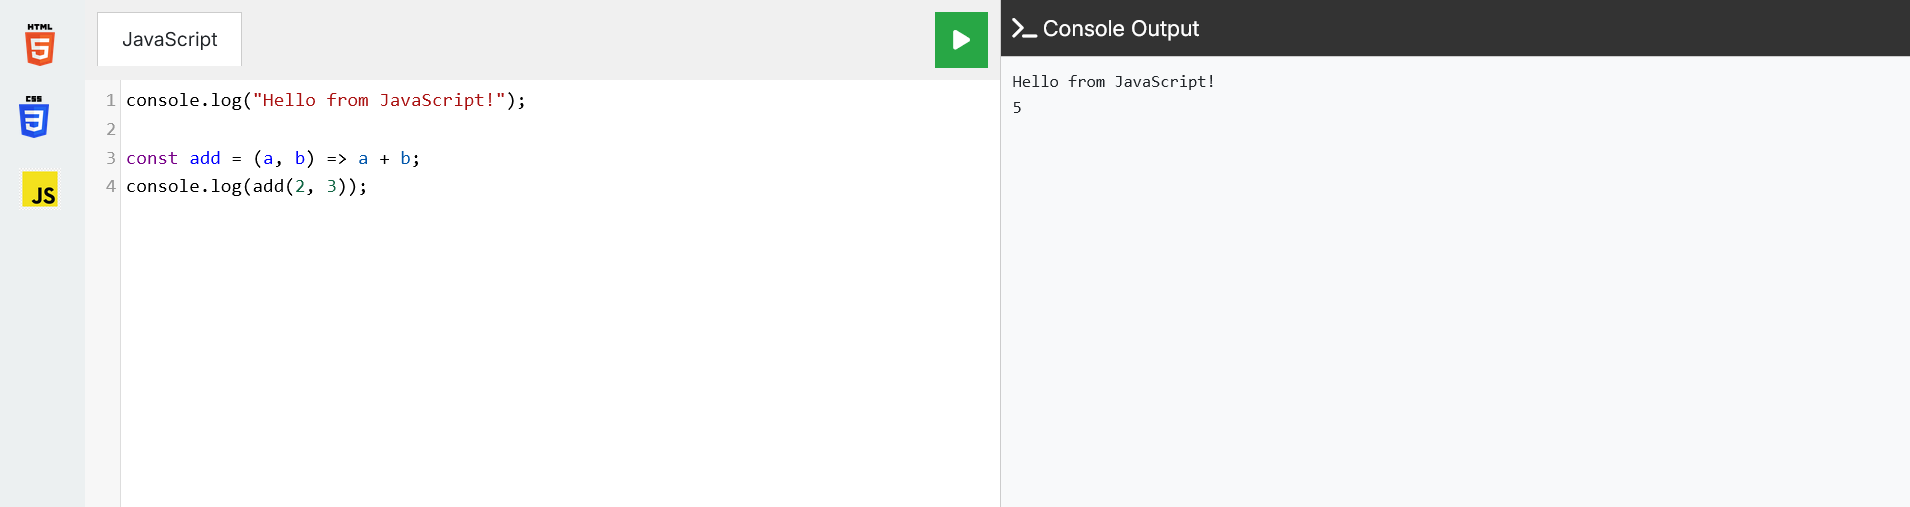 HTML
5
CSS
3
JS
JavaScript
1 console.log("Hello from JavaScript!");
2
3 const add = (a, b) => a + b;
4 console.log(add(2, 3));
Console Output
Hello from JavaScript!
5